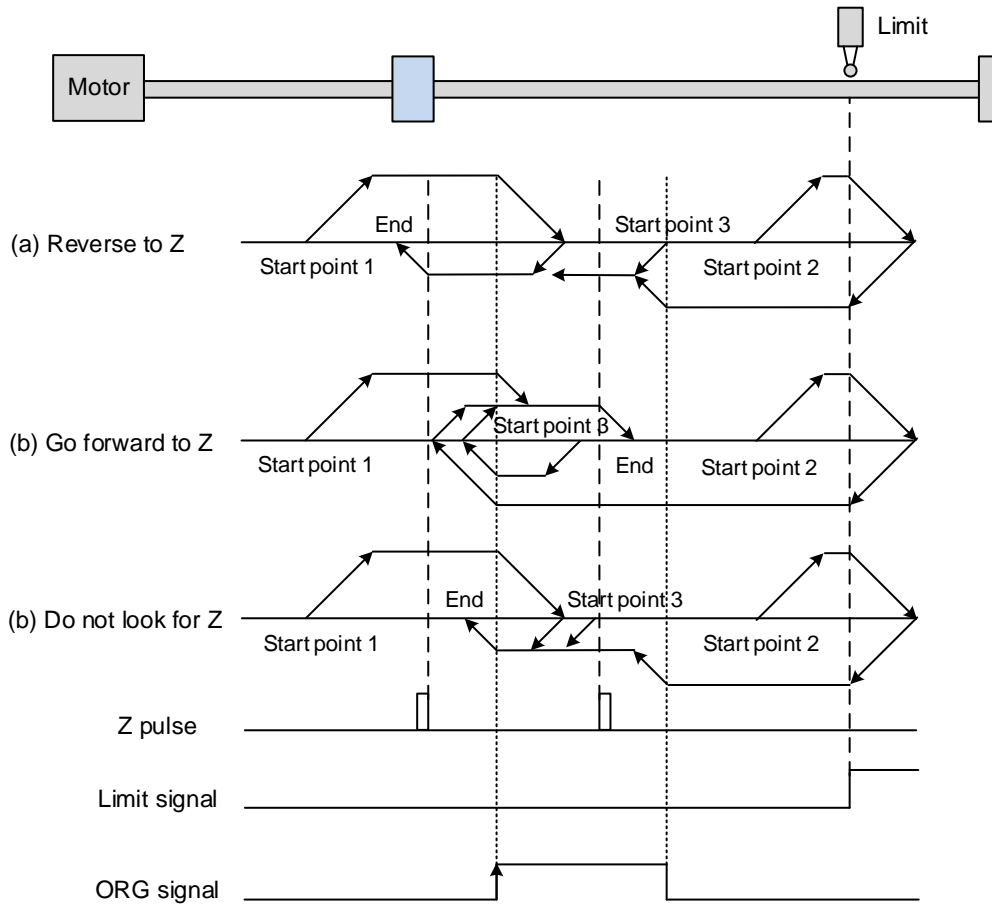 Limit
Motor
End
Start point 3
(a) Reverse to Z
Start point 1
Start point 2
Start point 3
(b) Go forward to Z
Start point 1
End
Start point 2
End
Start point 3
(b) Do not look for Z
Start point 1
Start point 2
Z pulse
Limit signal
ORG signal